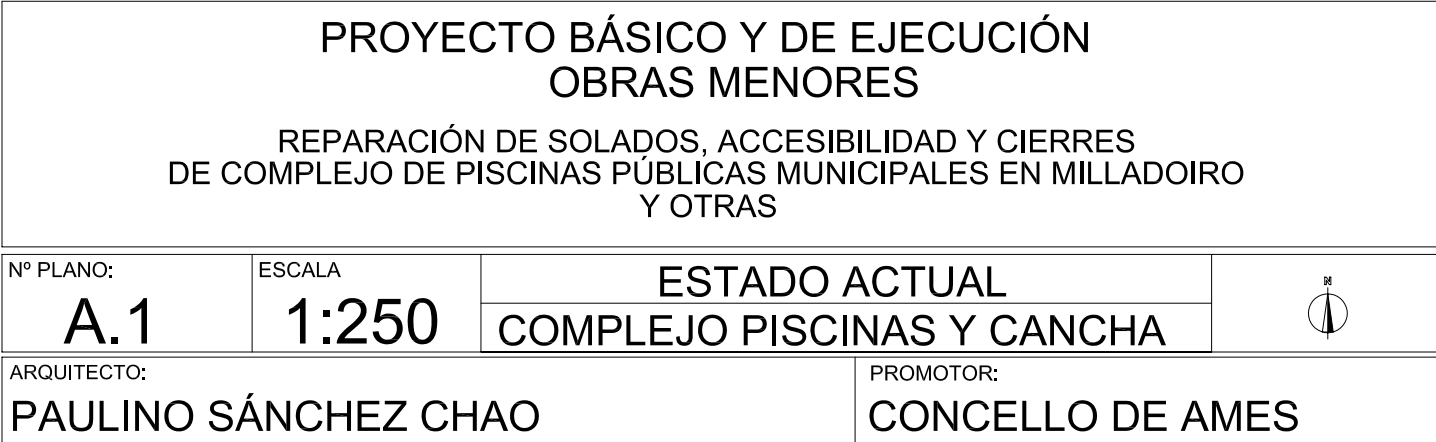 PROYECTO BÁSICO Y DE EJECUCIÓN
OBRAS MENORES
REPARACIÓN DE SOLADOS, ACCESIBILIDAD Y CIERRES
DE COMPLEJO DE PISCINAS PÚBLICAS MUNICIPALES EN MILLADOIRO
Y OTRAS
Nº PLANO:
A.1
ESCALA
1:250
ESTADO ACTUAL
COMPLEJO PISCINAS Y CANCHA
N
ARQUITECTO:
PAULINO SÁNCHEZ CHAO
PROMOTOR:
CONCELLO DE AMES